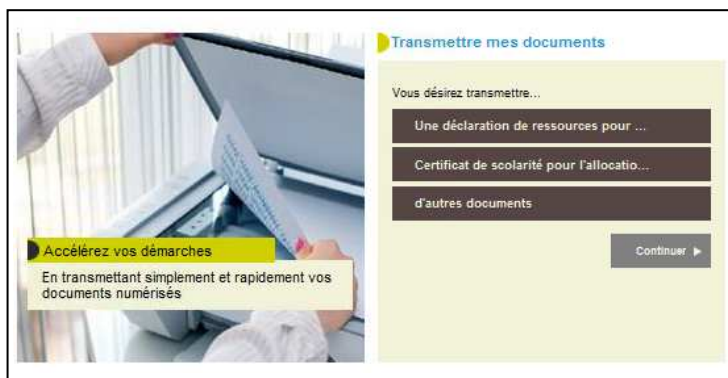 Transmettre mes documents
Vous désirez transmettre...
Une déclaration de ressources pour ...
Certificat de scolarité pour l'allocatio...
d'autres documents
Continuer
Accélérez vos démarches
En transmettant simplement et rapidement vos
documents numérisés